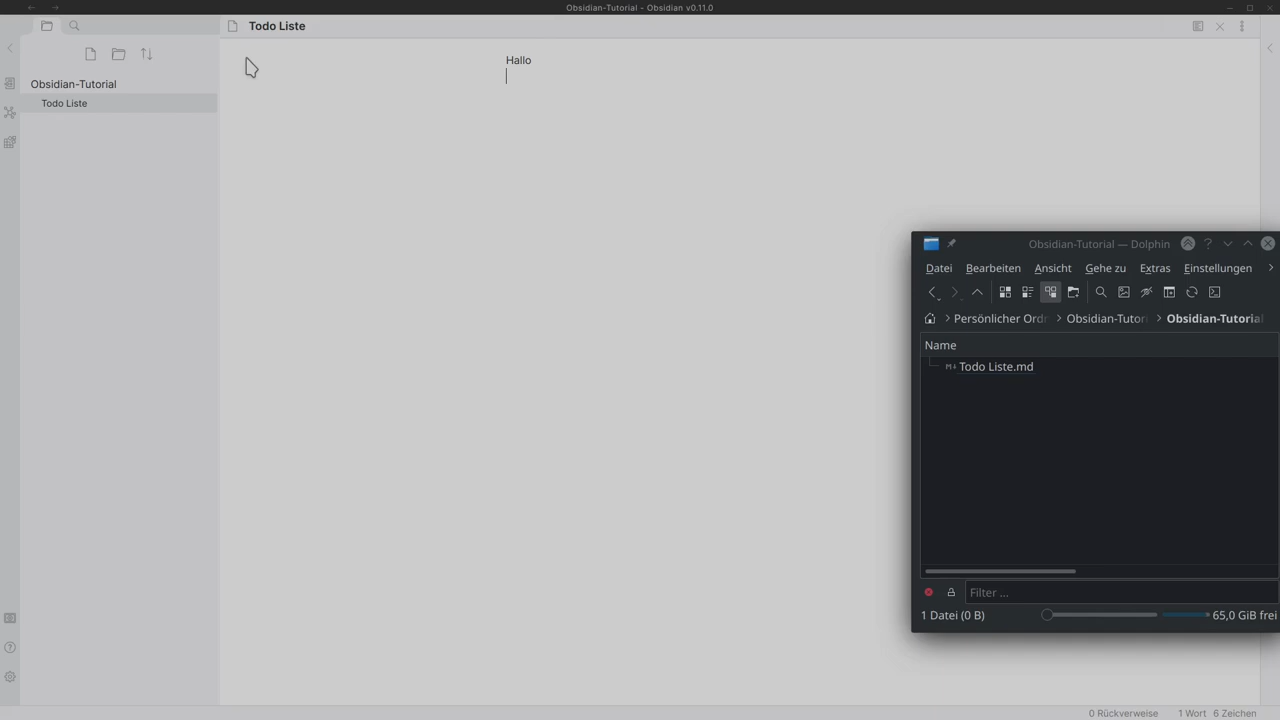 Obsidian-Tutorial - Obsidian v0.11.0
Todo Liste
Obsidian-Tutorial
Todo Liste
Hallo
Obsidian-Tutorial — Dolphin
Datei Bearbeiten Ansicht Gehe zu Extras Einstellungen
Persönlicher Ordn Obsidian-Tutori Obsidian-Tutorial
Name
Todo Liste.md
Filter ...
1 Datei (0 B) 65,0 GiB frei
0 Rückverweise 1 Wort 6 Zeichen